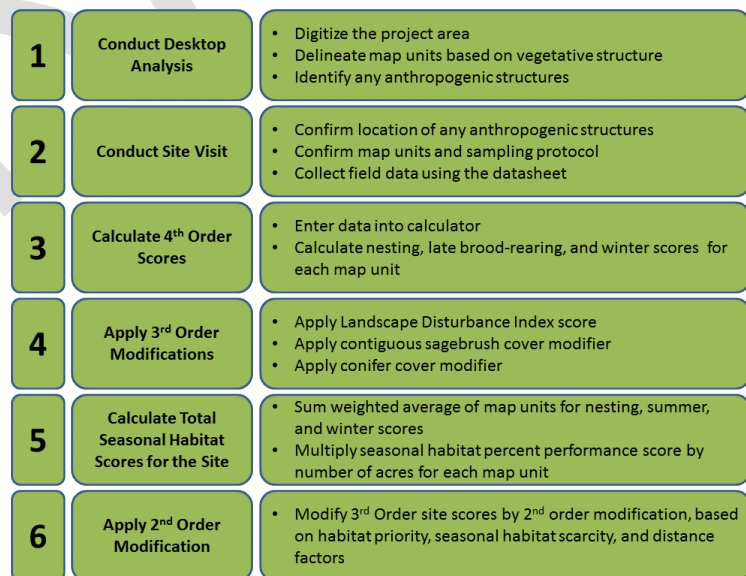 1
Conduct Desktop
Analysis
• Digitize the project area
• Delineate map units based on vegetative structure
• Identify any anthropogenic structures
2
Conduct Site Visit
• Confirm location of any anthropogenic structures
• Confirm map units and sampling protocol
• Collect field data using the datasheet
3
Calculate 4th Order
Scores
• Enter data into calculator
• Calculate nesting, late brood-rearing, and winter scores for
each map unit
4
Apply 3rd Order
Modifications
• Apply Landscape Disturbance Index score
• Apply contiguous sagebrush cover modifier
• Apply conifer cover modifier
5
Calculate Total
Seasonal Habitat
Scores for the Site
• Sum weighted average of map units for nesting, summer,
and winter scores
• Multiply seasonal habitat percent performance score by
number of acres for each map unit
6
Apply 2nd Order
Modification
• Modify 3rd Order site scores by 2nd order modification, based
on habitat priority, seasonal habitat scarcity, and distance
factors